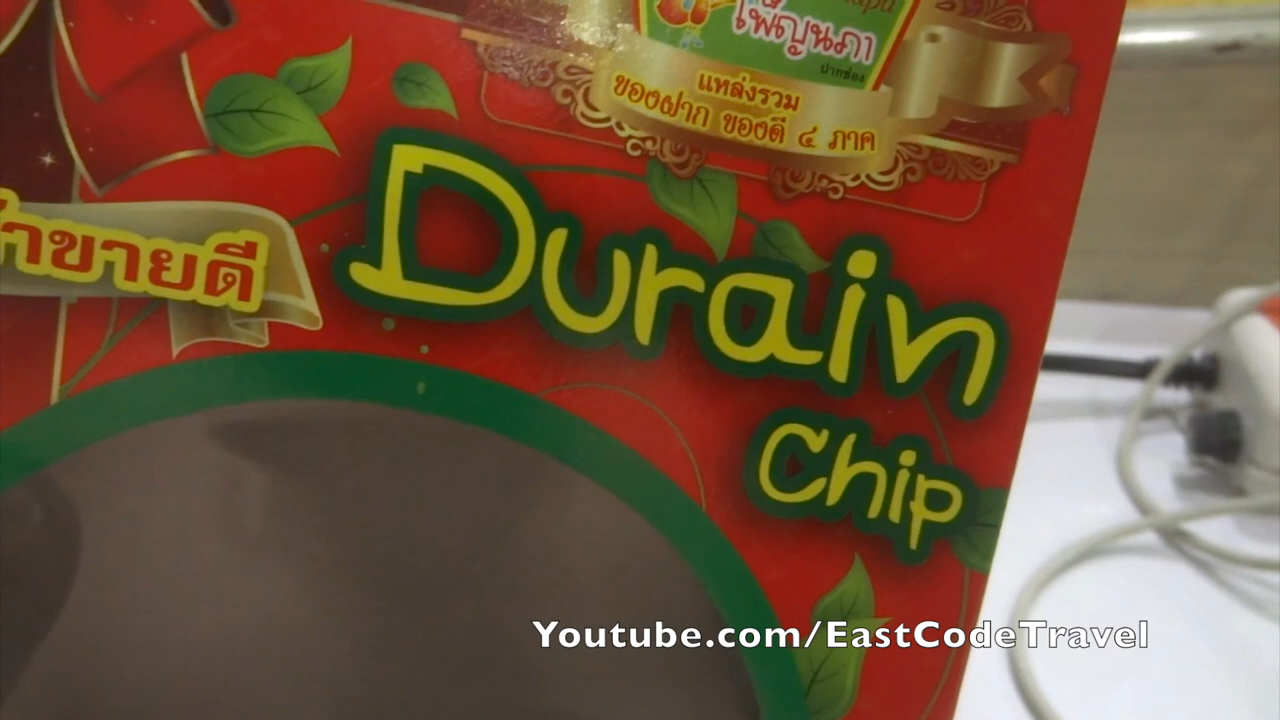 เพ็ญนภา
ปากช่อง
แหล่งรวม
ของฝาก ของดี ๔ ภาค
ขายดี
Durain
Chip
Youtube.com/EastCodeTravel